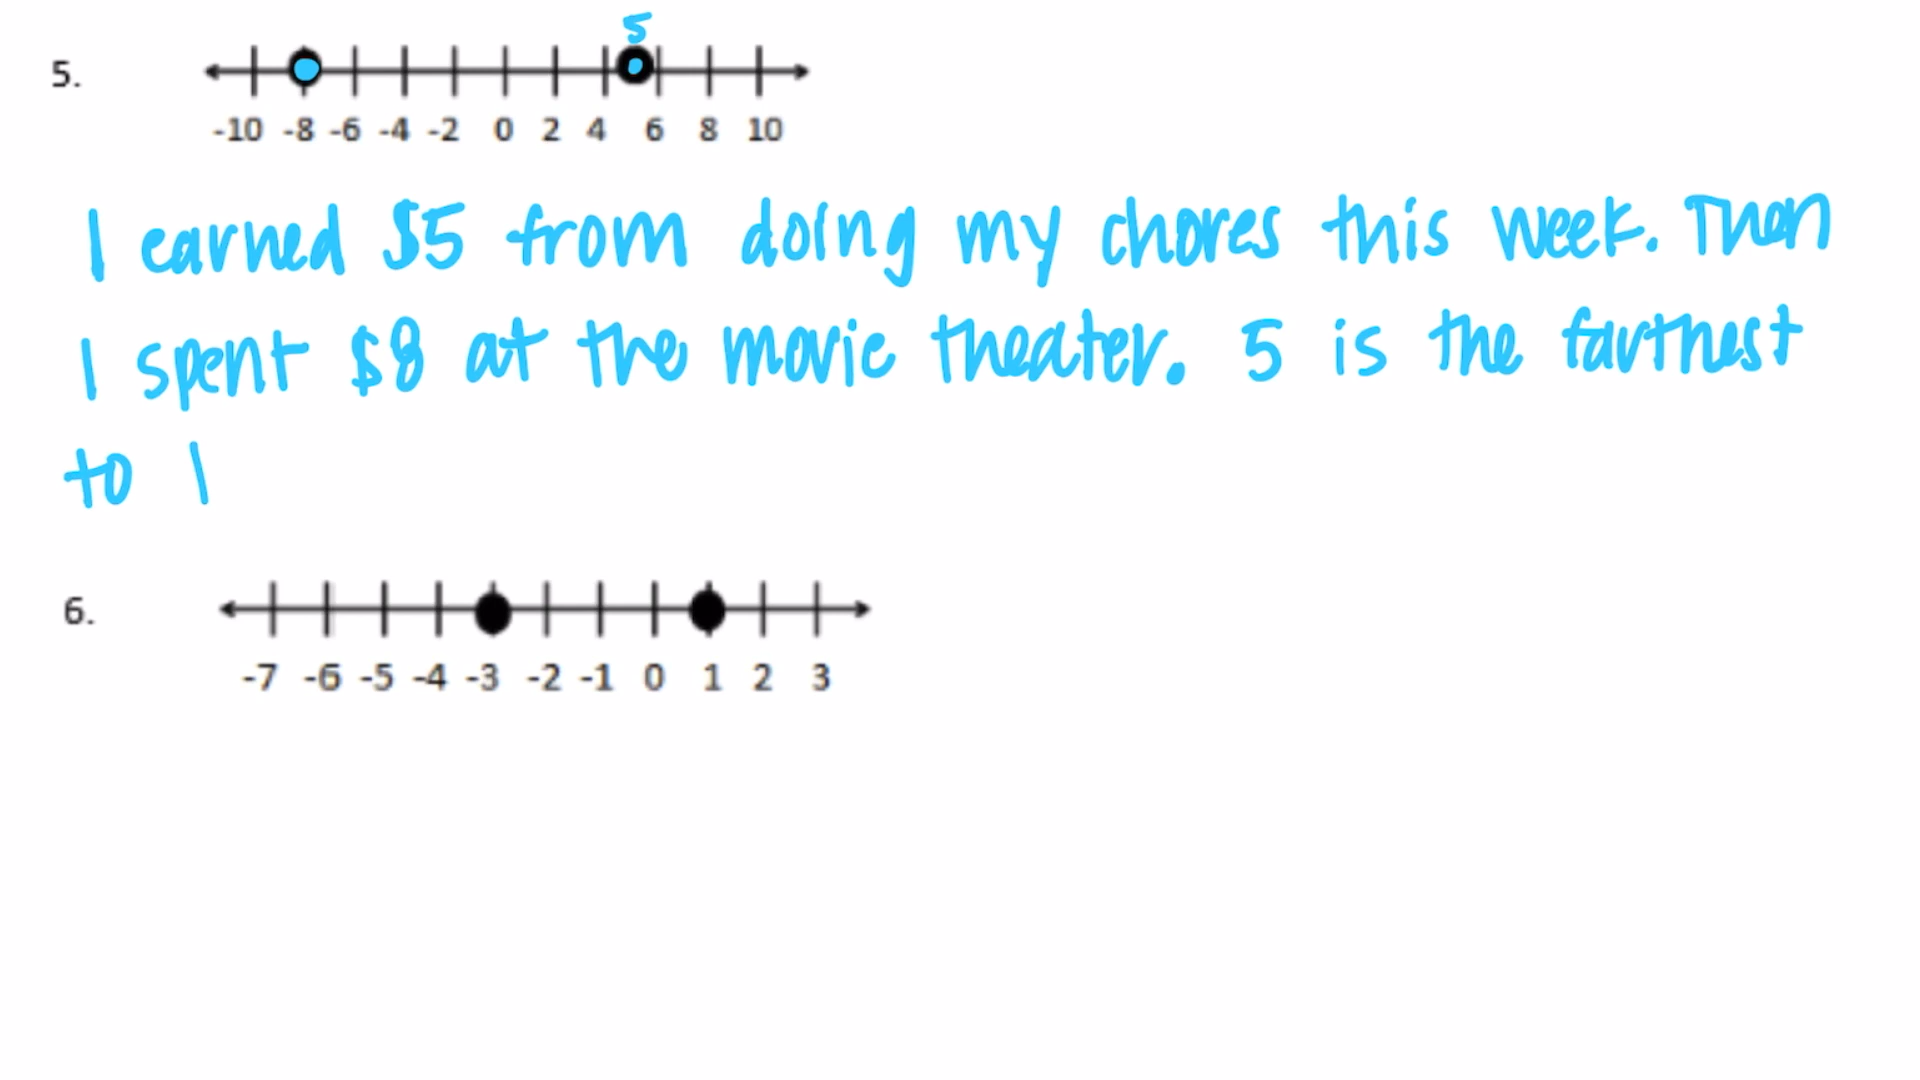 5
5.
-10 -8 -6 -4 -2 0 2 4 6 8 10
I earned $5 from doing my chores this week. Then
I spent $8 at the movie theater. 5 is the farthest
to
6.
-7 -6 -5 -4 -3 -2 -1 0 1 2 3